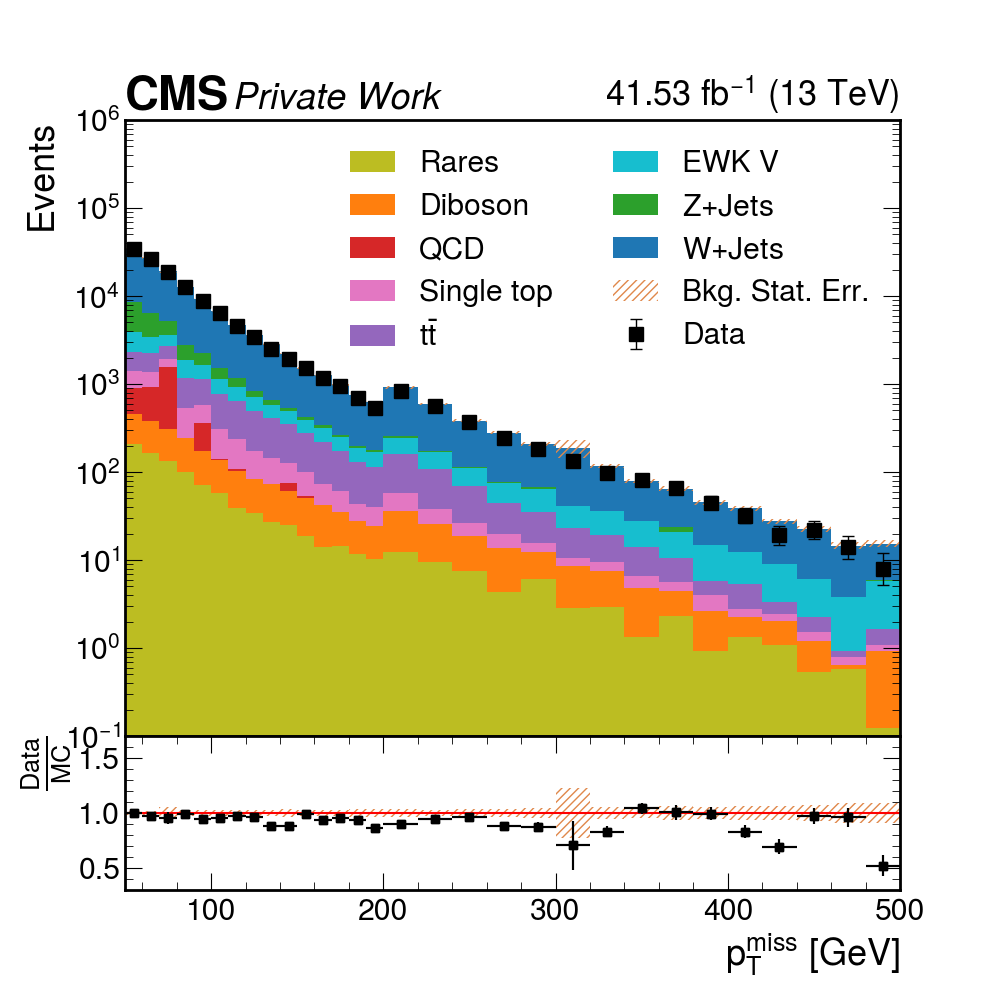 CMS Private Work 41.53 fb⁻¹ (13 TeV)
Events
10⁶
10⁵
10⁴
10³
10²
10¹
10⁰
10⁻¹
Rares
Diboson
QCD
Single top
tt̄
EWK V
Z+Jets
W+Jets
Bkg. Stat. Err.
Data
Data
MC
1.5
1.0
0.5
100 200 300 400 500
p_T^miss [GeV]